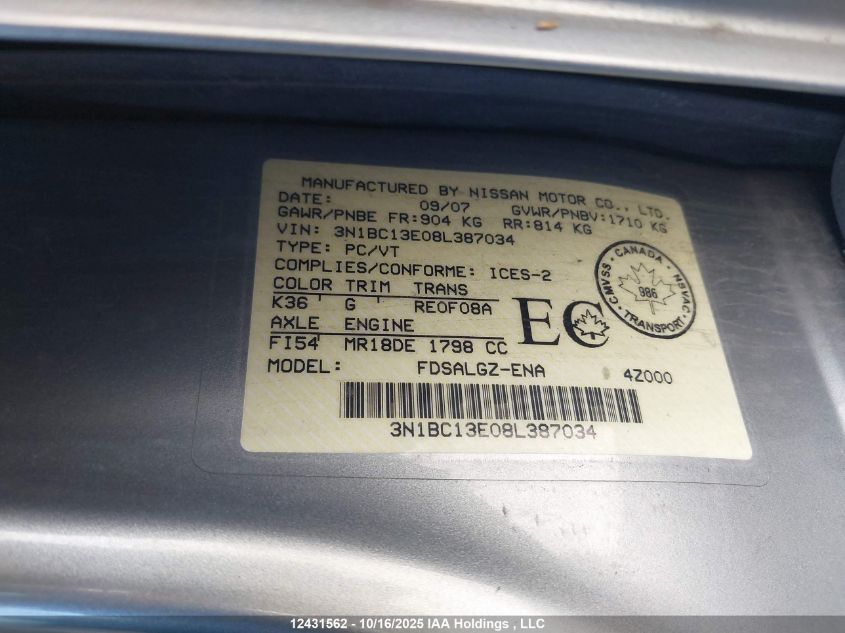 MANUFACTURED BY NISSAN MOTOR CO., LTD.
DATE: 09/07 GVWR/PNBV:1710 KG
GAWR/PNBE FR:904 KG RR:814 KG
VIN: 3N1BC13E08L387034
TYPE: PC/VT
COMPLIES/CONFORME: ICES-2
COLOR TRIM TRANS
K36 G RE0F08A
AXLE ENGINE
FI54 MR18DE 1798 CC
MODEL: FDSALGZ-ENA 4Z000
EC
CANADA
CMVSS NSVAC
986
TRANSPORT
3N1BC13E08L387034
12431562 - 10/16/2025 IAA Holdings , LLC